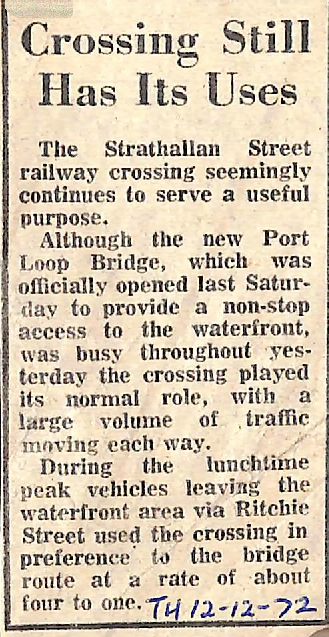 Crossing Still
Has Its Uses
The Strathallan Street
railway crossing seemingly
continues to serve a useful
purpose.
Although the new Port
Loop Bridge, which was
officially opened last Satur-
day to provide a non-stop
access to the waterfront,
was busy throughout yes-
terday the crossing played
its normal role, with a
large volume of traffic
moving each way.
During the lunchtime
peak vehicles leaving the
waterfront area via Ritchie
Street used the crossing in
preference to the bridge
route at a rate of about
four to one. TH 12-12-72